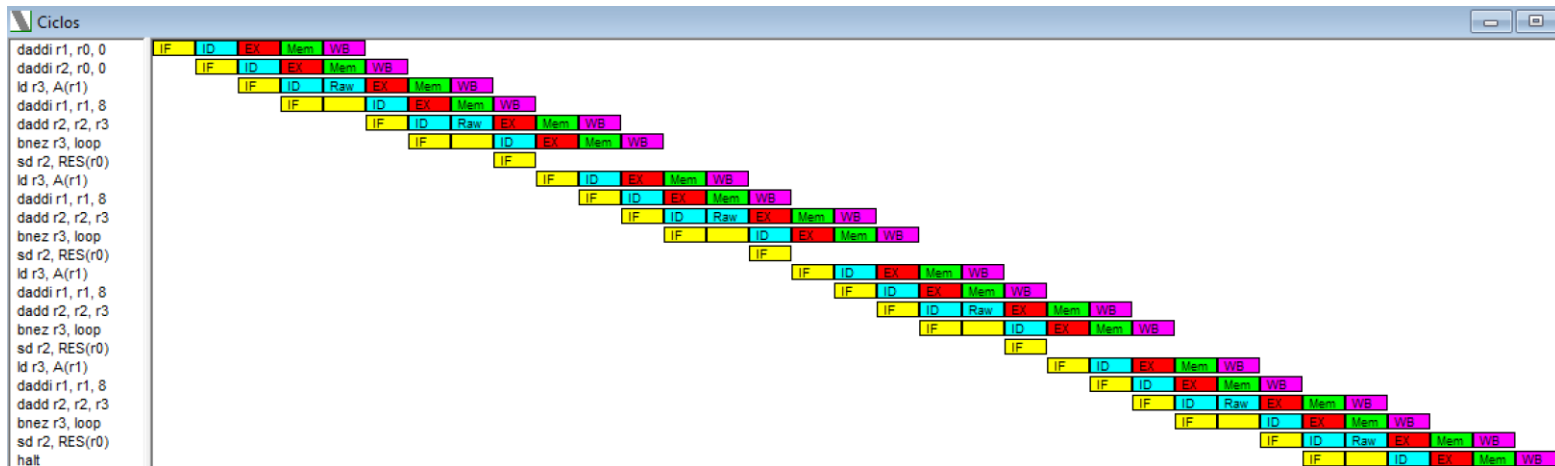 Ciclos
daddi r1, r0, 0 IF ID EX Mem WB
daddi r2, r0, 0 IF ID EX Mem WB
ld r3, A(r1) IF ID Raw EX Mem WB
daddi r1, r1, 8 IF ID EX Mem WB
dadd r2, r2, r3 IF ID Raw EX Mem WB
bnez r3, loop IF ID EX Mem WB
sd r2, RES(r0) IF
ld r3, A(r1) IF ID EX Mem WB
daddi r1, r1, 8 IF ID EX Mem WB
dadd r2, r2, r3 IF ID Raw EX Mem WB
bnez r3, loop IF ID EX Mem WB
sd r2, RES(r0) IF
ld r3, A(r1) IF ID EX Mem WB
daddi r1, r1, 8 IF ID EX Mem WB
dadd r2, r2, r3 IF ID Raw EX Mem WB
bnez r3, loop IF ID EX Mem WB
sd r2, RES(r0) IF
ld r3, A(r1) IF ID EX Mem WB
daddi r1, r1, 8 IF ID EX Mem WB
dadd r2, r2, r3 IF ID Raw EX Mem WB
bnez r3, loop IF ID EX Mem WB
sd r2, RES(r0) IF ID Raw EX Mem WB
halt IF ID EX Mem WB